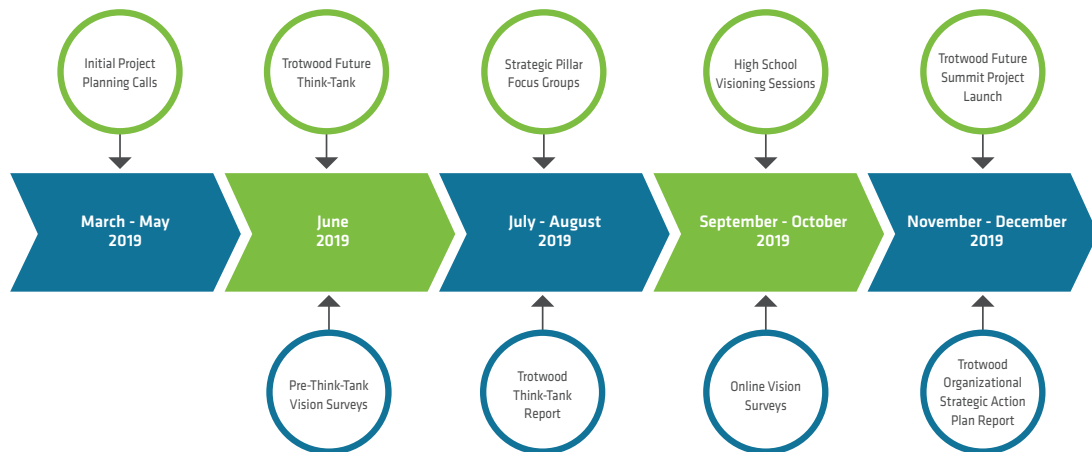 Initial Project
Planning Calls
Trotwood Future
Think-Tank
Strategic Pillar
Focus Groups
High School
Visioning Sessions
Trotwood Future
Summit Project
Launch
March - May
2019
June
2019
July - August
2019
September - October
2019
November - December
2019
Pre-Think-Tank
Vision Surveys
Trotwood
Think-Tank
Report
Online Vision
Surveys
Trotwood
Organizational
Strategic Action
Plan Report